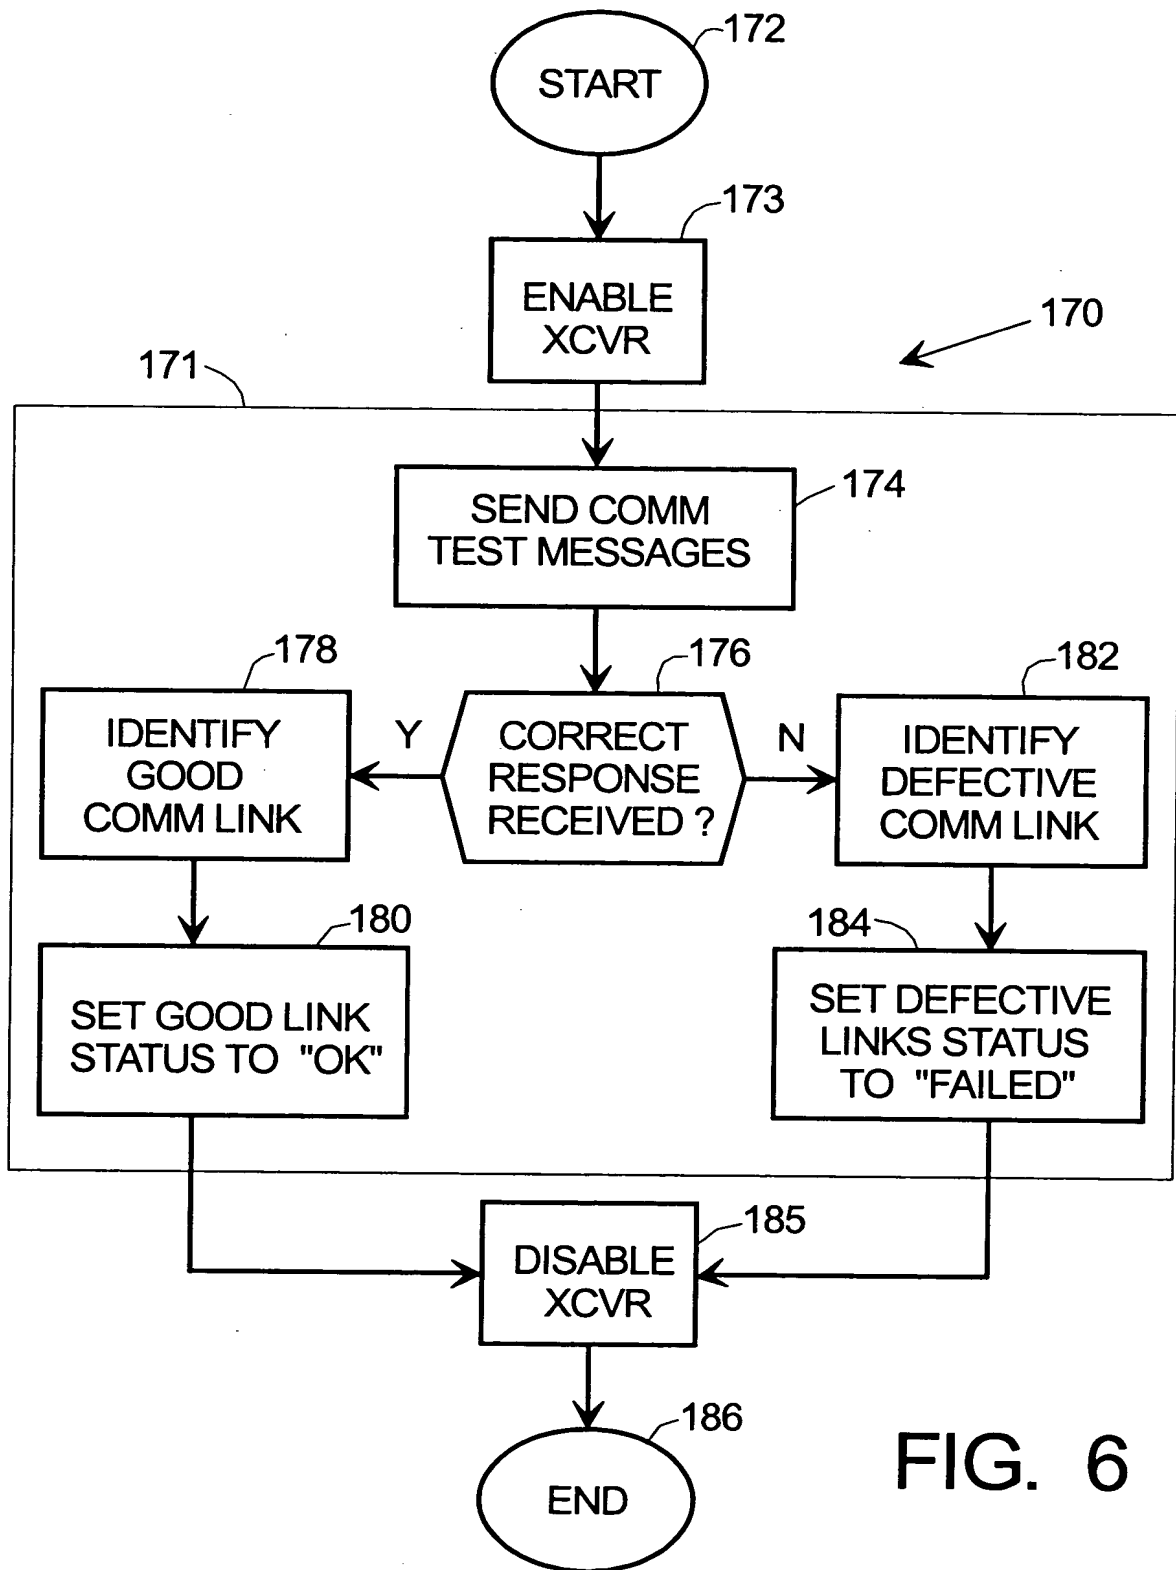 172
START
173
ENABLE
XCVR
170
171
174
SEND COMM
TEST MESSAGES
178
176
182
IDENTIFY
GOOD
COMM LINK
Y
CORRECT
RESPONSE
RECEIVED ?
N
IDENTIFY
DEFECTIVE
COMM LINK
180
184
SET GOOD LINK
STATUS TO "OK"
SET DEFECTIVE
LINKS STATUS
TO "FAILED"
185
DISABLE
XCVR
186
END
FIG. 6